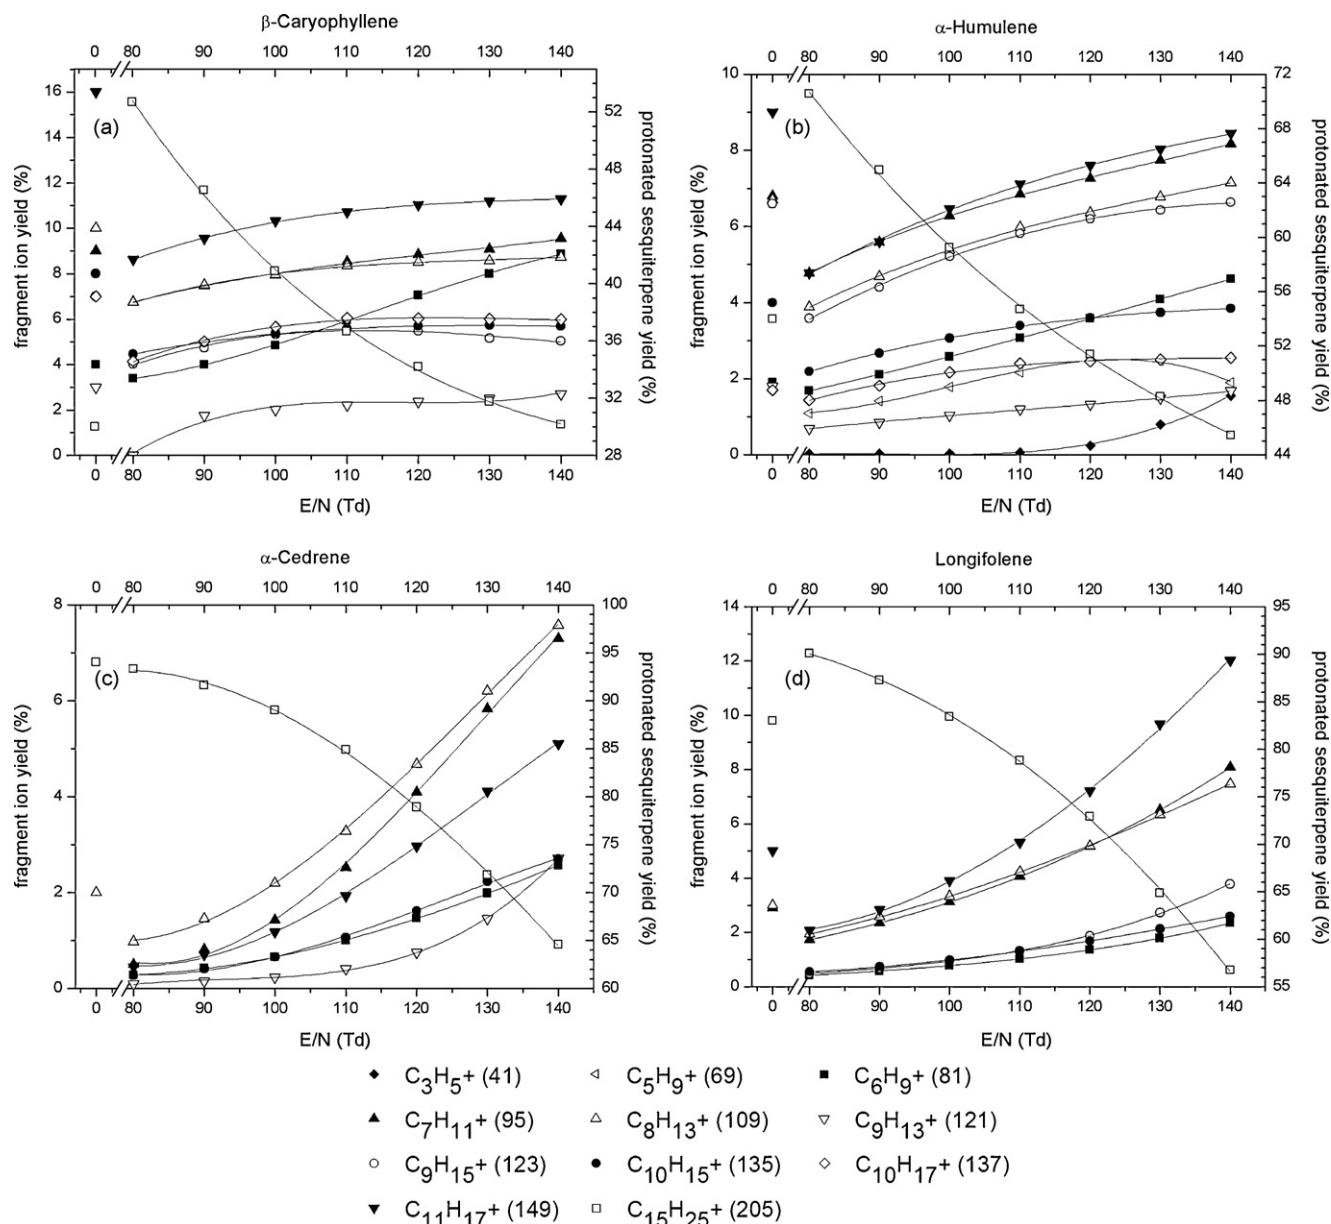 β-Caryophyllene
0 80 90 100 110 120 130 140
16
14
12
10
8
6
4
2
0
fragment ion yield (%)
(a)
52
48
44
40
36
32
28
protonated sesquiterpene yield (%)
0 80 90 100 110 120 130 140
E/N (Td)
α-Humulene
0 80 90 100 110 120 130 140
10
8
6
4
2
0
fragment ion yield (%)
(b)
72
68
64
60
56
52
48
44
protonated sesquiterpene yield (%)
0 80 90 100 110 120 130 140
E/N (Td)
α-Cedrene
0 80 90 100 110 120 130 140
8
6
4
2
0
fragment ion yield (%)
(c)
100
95
90
85
80
75
70
65
60
protonated sesquiterpene yield (%)
0 80 90 100 110 120 130 140
E/N (Td)
Longifolene
0 80 90 100 110 120 130 140
14
12
10
8
6
4
2
0
fragment ion yield (%)
(d)
95
90
85
80
75
70
65
60
55
protonated sesquiterpene yield (%)
0 80 90 100 110 120 130 140
E/N (Td)
C3H5+ (41) C5H9+ (69) C6H9+ (81)
C7H11+ (95) C8H13+ (109) C9H13+ (121)
C9H15+ (123) C10H15+ (135) C10H17+ (137)
C11H17+ (149) C15H25+ (205)